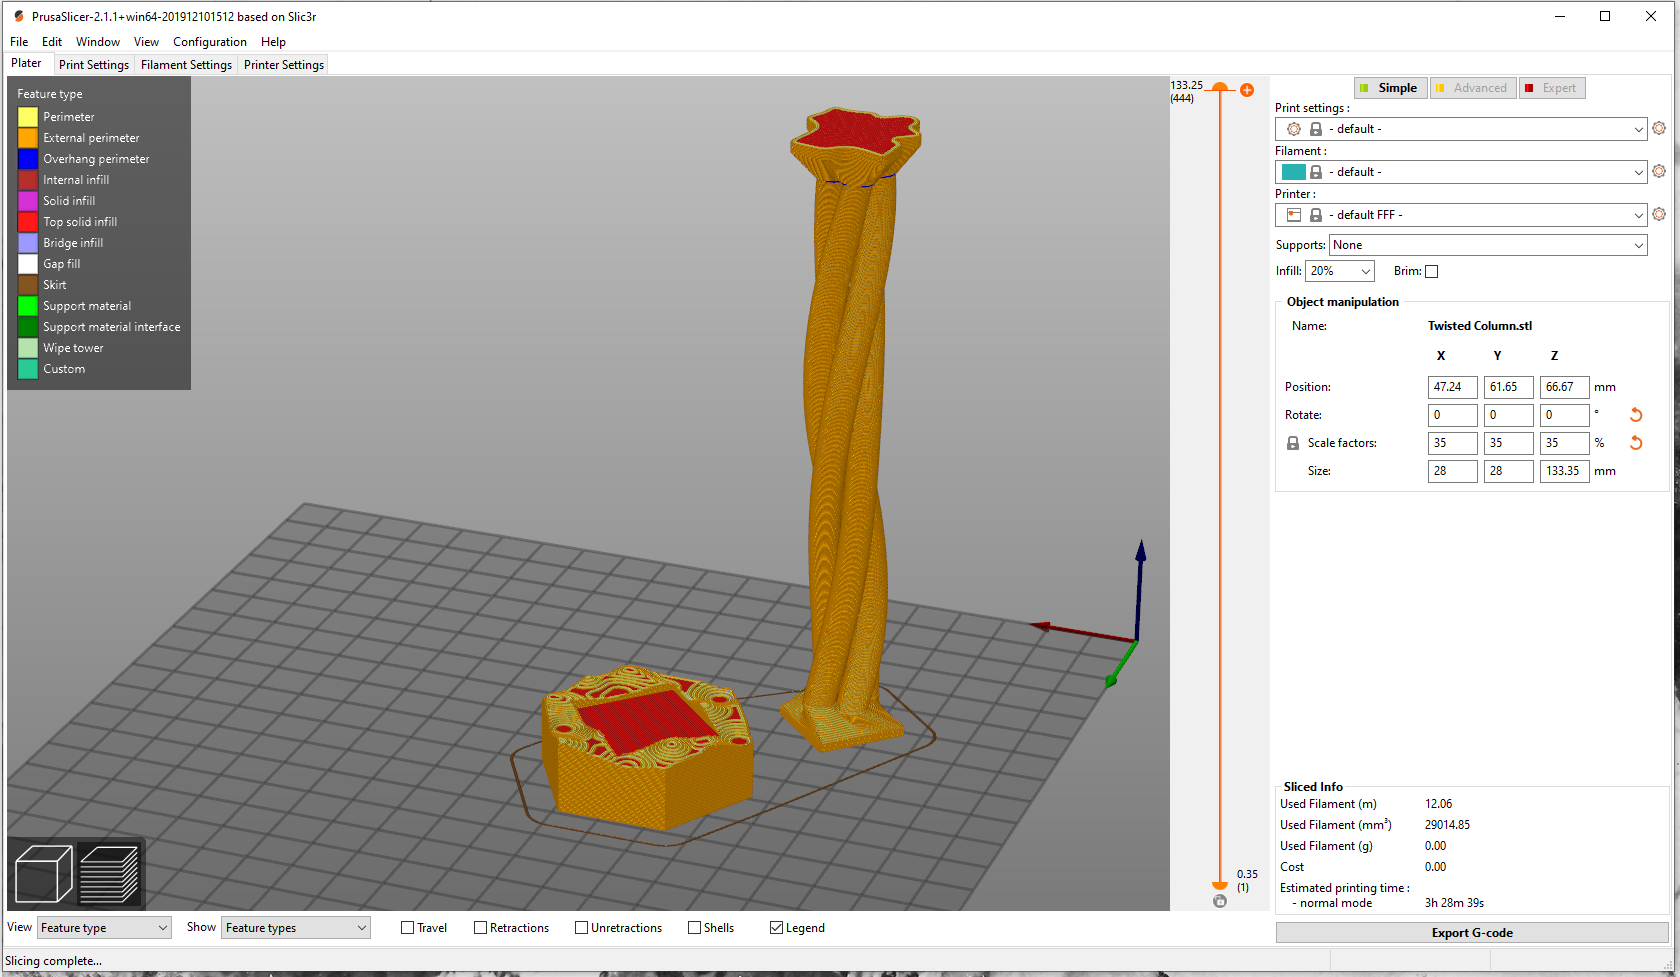 PrusaSlicer-2.1.1+win64-201912101512 based on Slic3r
File Edit Window View Configuration Help
Plater Print Settings Filament Settings Printer Settings
Feature type
Perimeter
External perimeter
Overhang perimeter
Internal infill
Solid infill
Top solid infill
Bridge infill
Gap fill
Skirt
Support material
Support material interface
Wipe tower
Custom
133.25
(444)
0.35
(1)
Simple Advanced Expert
Print settings :
- default -
Filament :
- default -
Printer :
- default FFF -
Supports: None
Infill: 20% Brim:
Object manipulation
Name: Twisted Column.stl
X Y Z
Position: 47.24 61.65 66.67 mm
Rotate: 0 0 0 °
Scale factors: 35 35 35 %
Size: 28 28 133.35 mm
Sliced Info
Used Filament (m) 12.06
Used Filament (mm³) 29014.85
Used Filament (g) 0.00
Cost 0.00
Estimated printing time :
- normal mode 3h 28m 39s
Export G-code
View Feature type Show Feature types Travel Retractions Unretractions Shells Legend
Slicing complete...